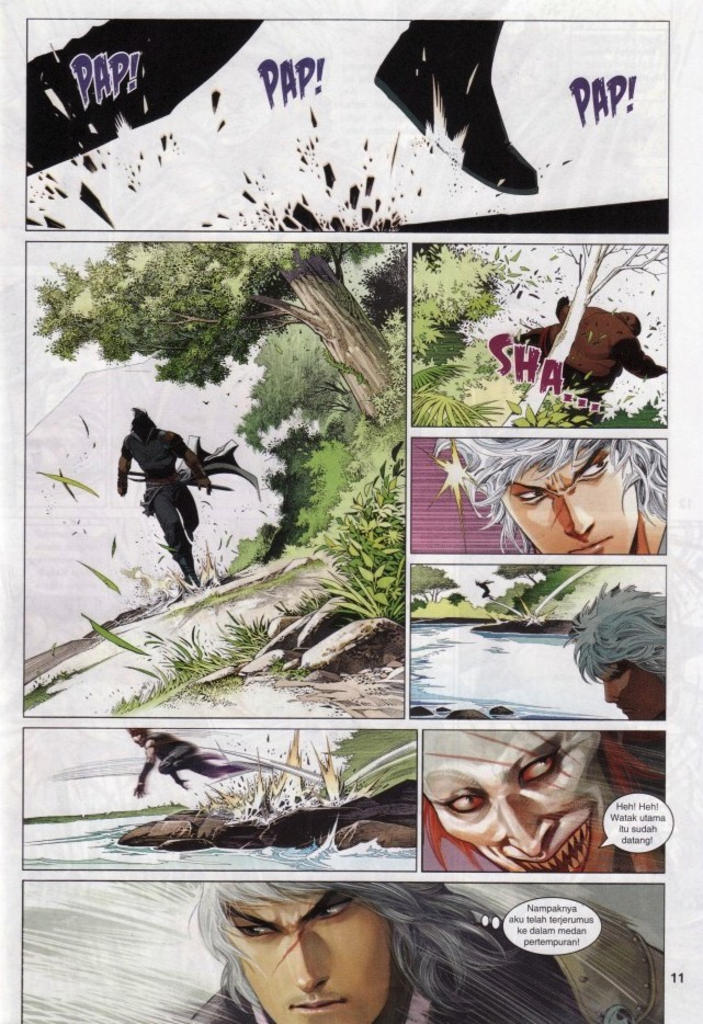 PAP!
PAP!
PAP!
SHA...
Heh! Heh!
Watak utama
itu sudah
datang!
Nampaknya
aku telah terjerumus
ke dalam medan
pertempuran!
11